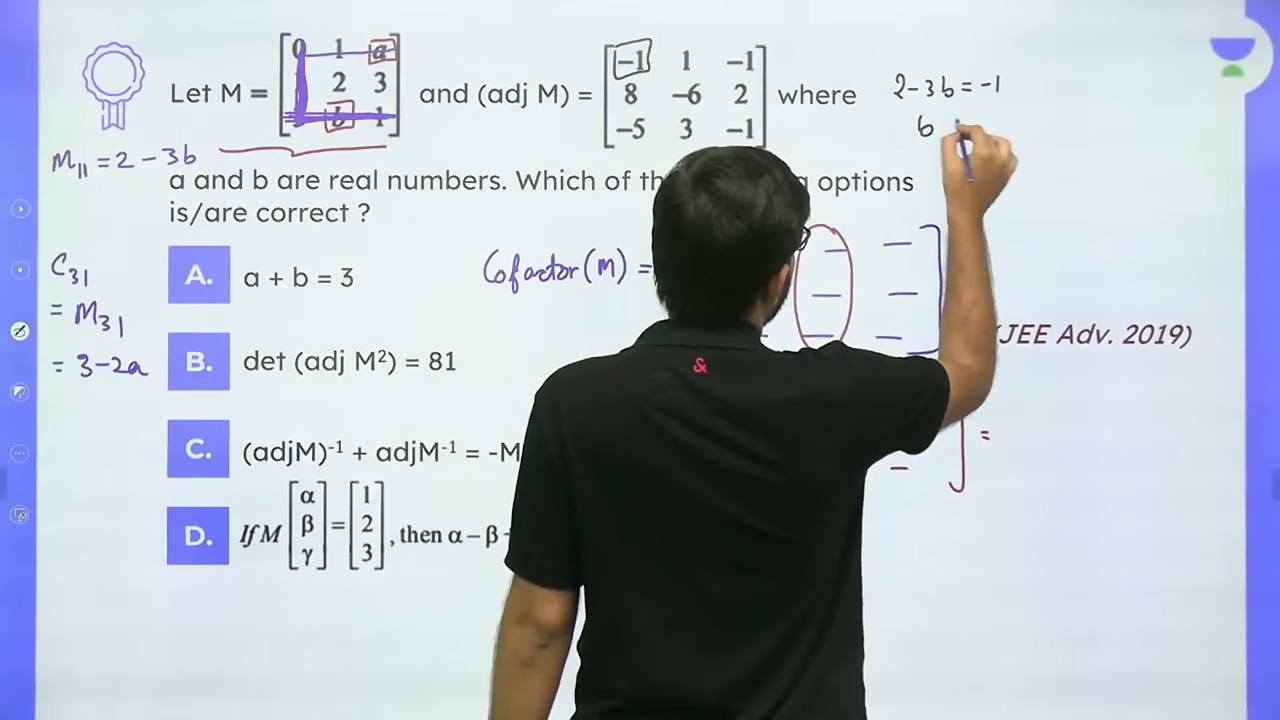 Let M = [0 1 a
2 3
b 1] and (adj M) = [-1 1 -1
8 -6 2
-5 3 -1] where
2-3b=-1
b
M₁₁ = 2-3b
a and b are real numbers. Which of th options
is/are correct ?
C₃₁
= M₃₁
= 3-2a
A. a + b = 3
Cofactor(M) =
(JEE Adv. 2019)
B. det (adj M²) = 81
&
C. (adjM)⁻¹ + adjM⁻¹ = -M
=
D. If M [α β γ] = [1 2 3], then α – β